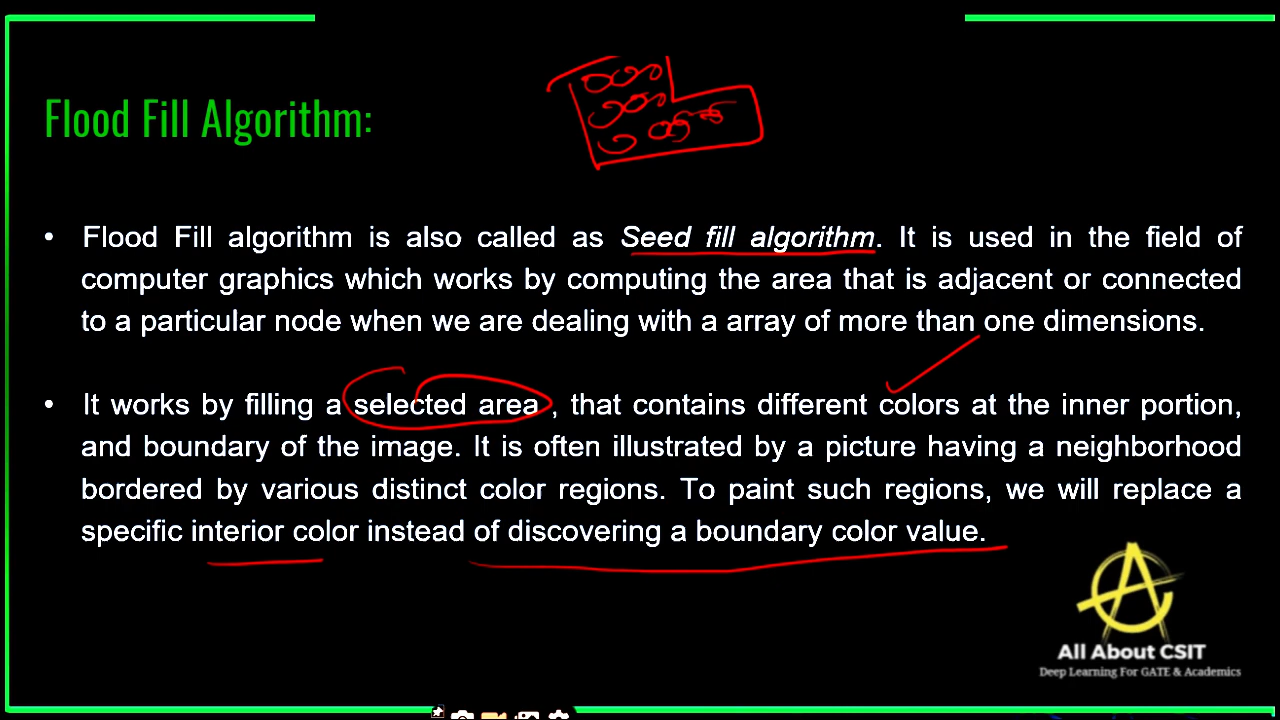 Flood Fill Algorithm:
• Flood Fill algorithm is also called as Seed fill algorithm. It is used in the field of
computer graphics which works by computing the area that is adjacent or connected
to a particular node when we are dealing with a array of more than one dimensions.
• It works by filling a selected area , that contains different colors at the inner portion,
and boundary of the image. It is often illustrated by a picture having a neighborhood
bordered by various distinct color regions. To paint such regions, we will replace a
specific interior color instead of discovering a boundary color value.
All About CSIT
Deep Learning For GATE & Academics